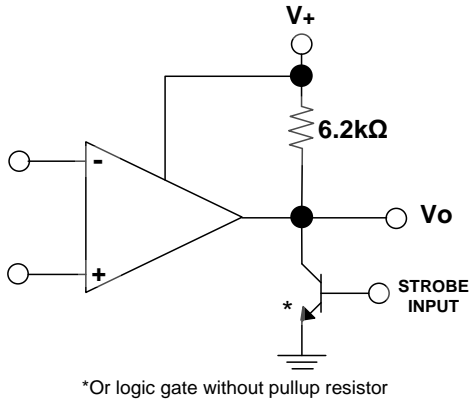 V+
6.2kΩ
-
Vo
+
STROBE
INPUT
*
*Or logic gate without pullup resistor